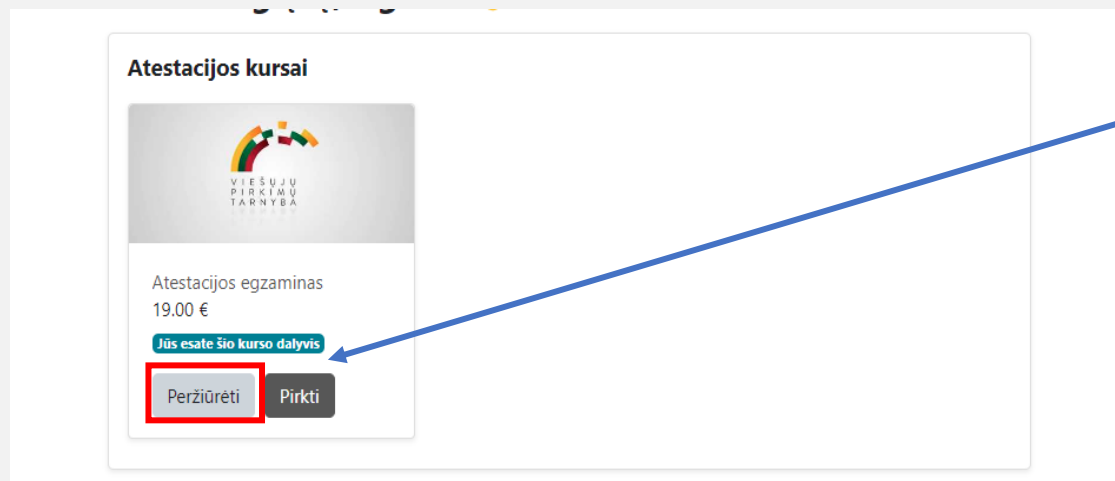 Atestacijos kursai
VIEŠŲJŲ
PIRKIMŲ
TARNYBA
Atestacijos egzaminas
19.00 €
Jūs esate šio kurso dalyvis
Peržiūrėti
Pirkti